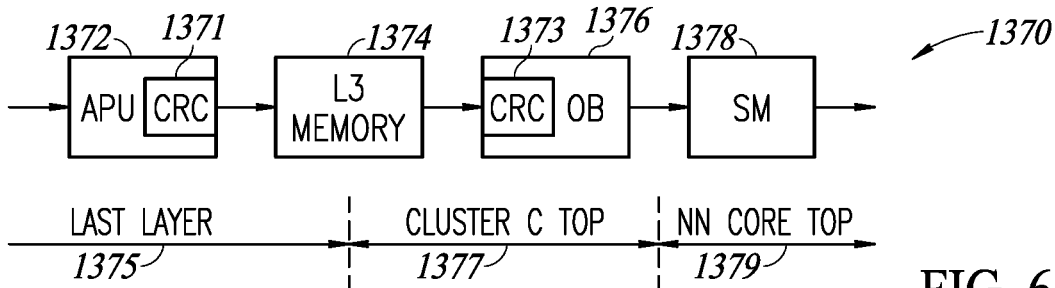 1372 1371 1374 1373 1376 1378 1370
APU CRC L3 MEMORY CRC OB SM
LAST LAYER CLUSTER C TOP NN CORE TOP
1375 1377 1379
FIG. 6